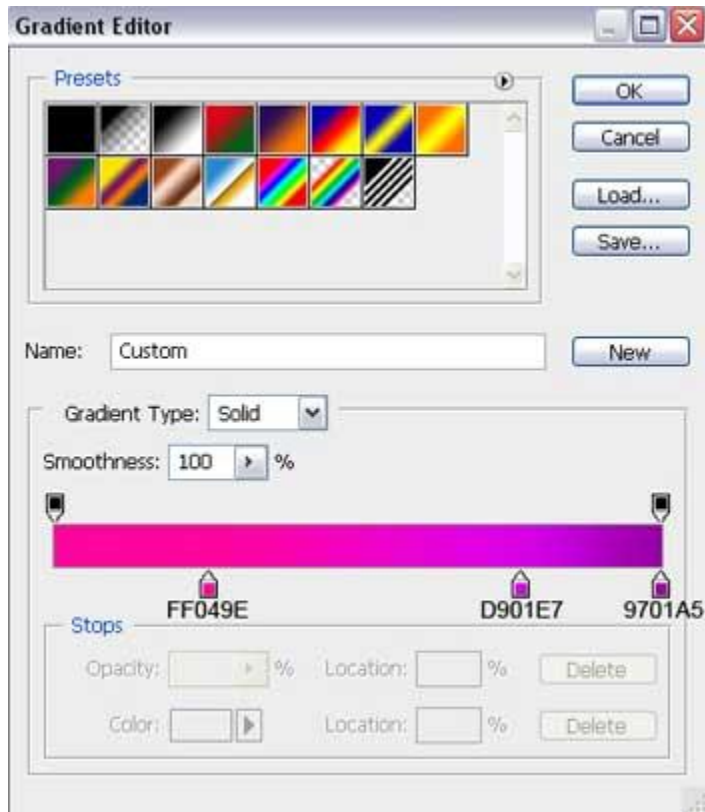 Gradient Editor
Presets
OK
Cancel
Load...
Save...
Name: Custom New
Gradient Type: Solid
Smoothness: 100 %
FF049E D901E7 9701A5
Stops
Opacity: % Location: % Delete
Color: Location: % Delete